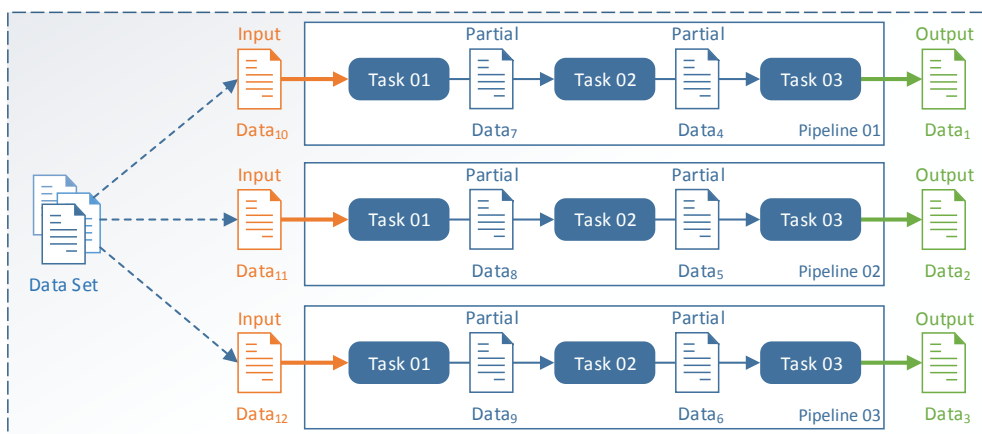 Input Partial Partial Output
Task 01 Task 02 Task 03
Data₁₀ Data₇ Data₄ Pipeline 01 Data₁
Input Partial Partial Output
Task 01 Task 02 Task 03
Data₁₁ Data₈ Data₅ Pipeline 02 Data₂
Data Set
Input Partial Partial Output
Task 01 Task 02 Task 03
Data₁₂ Data₉ Data₆ Pipeline 03 Data₃